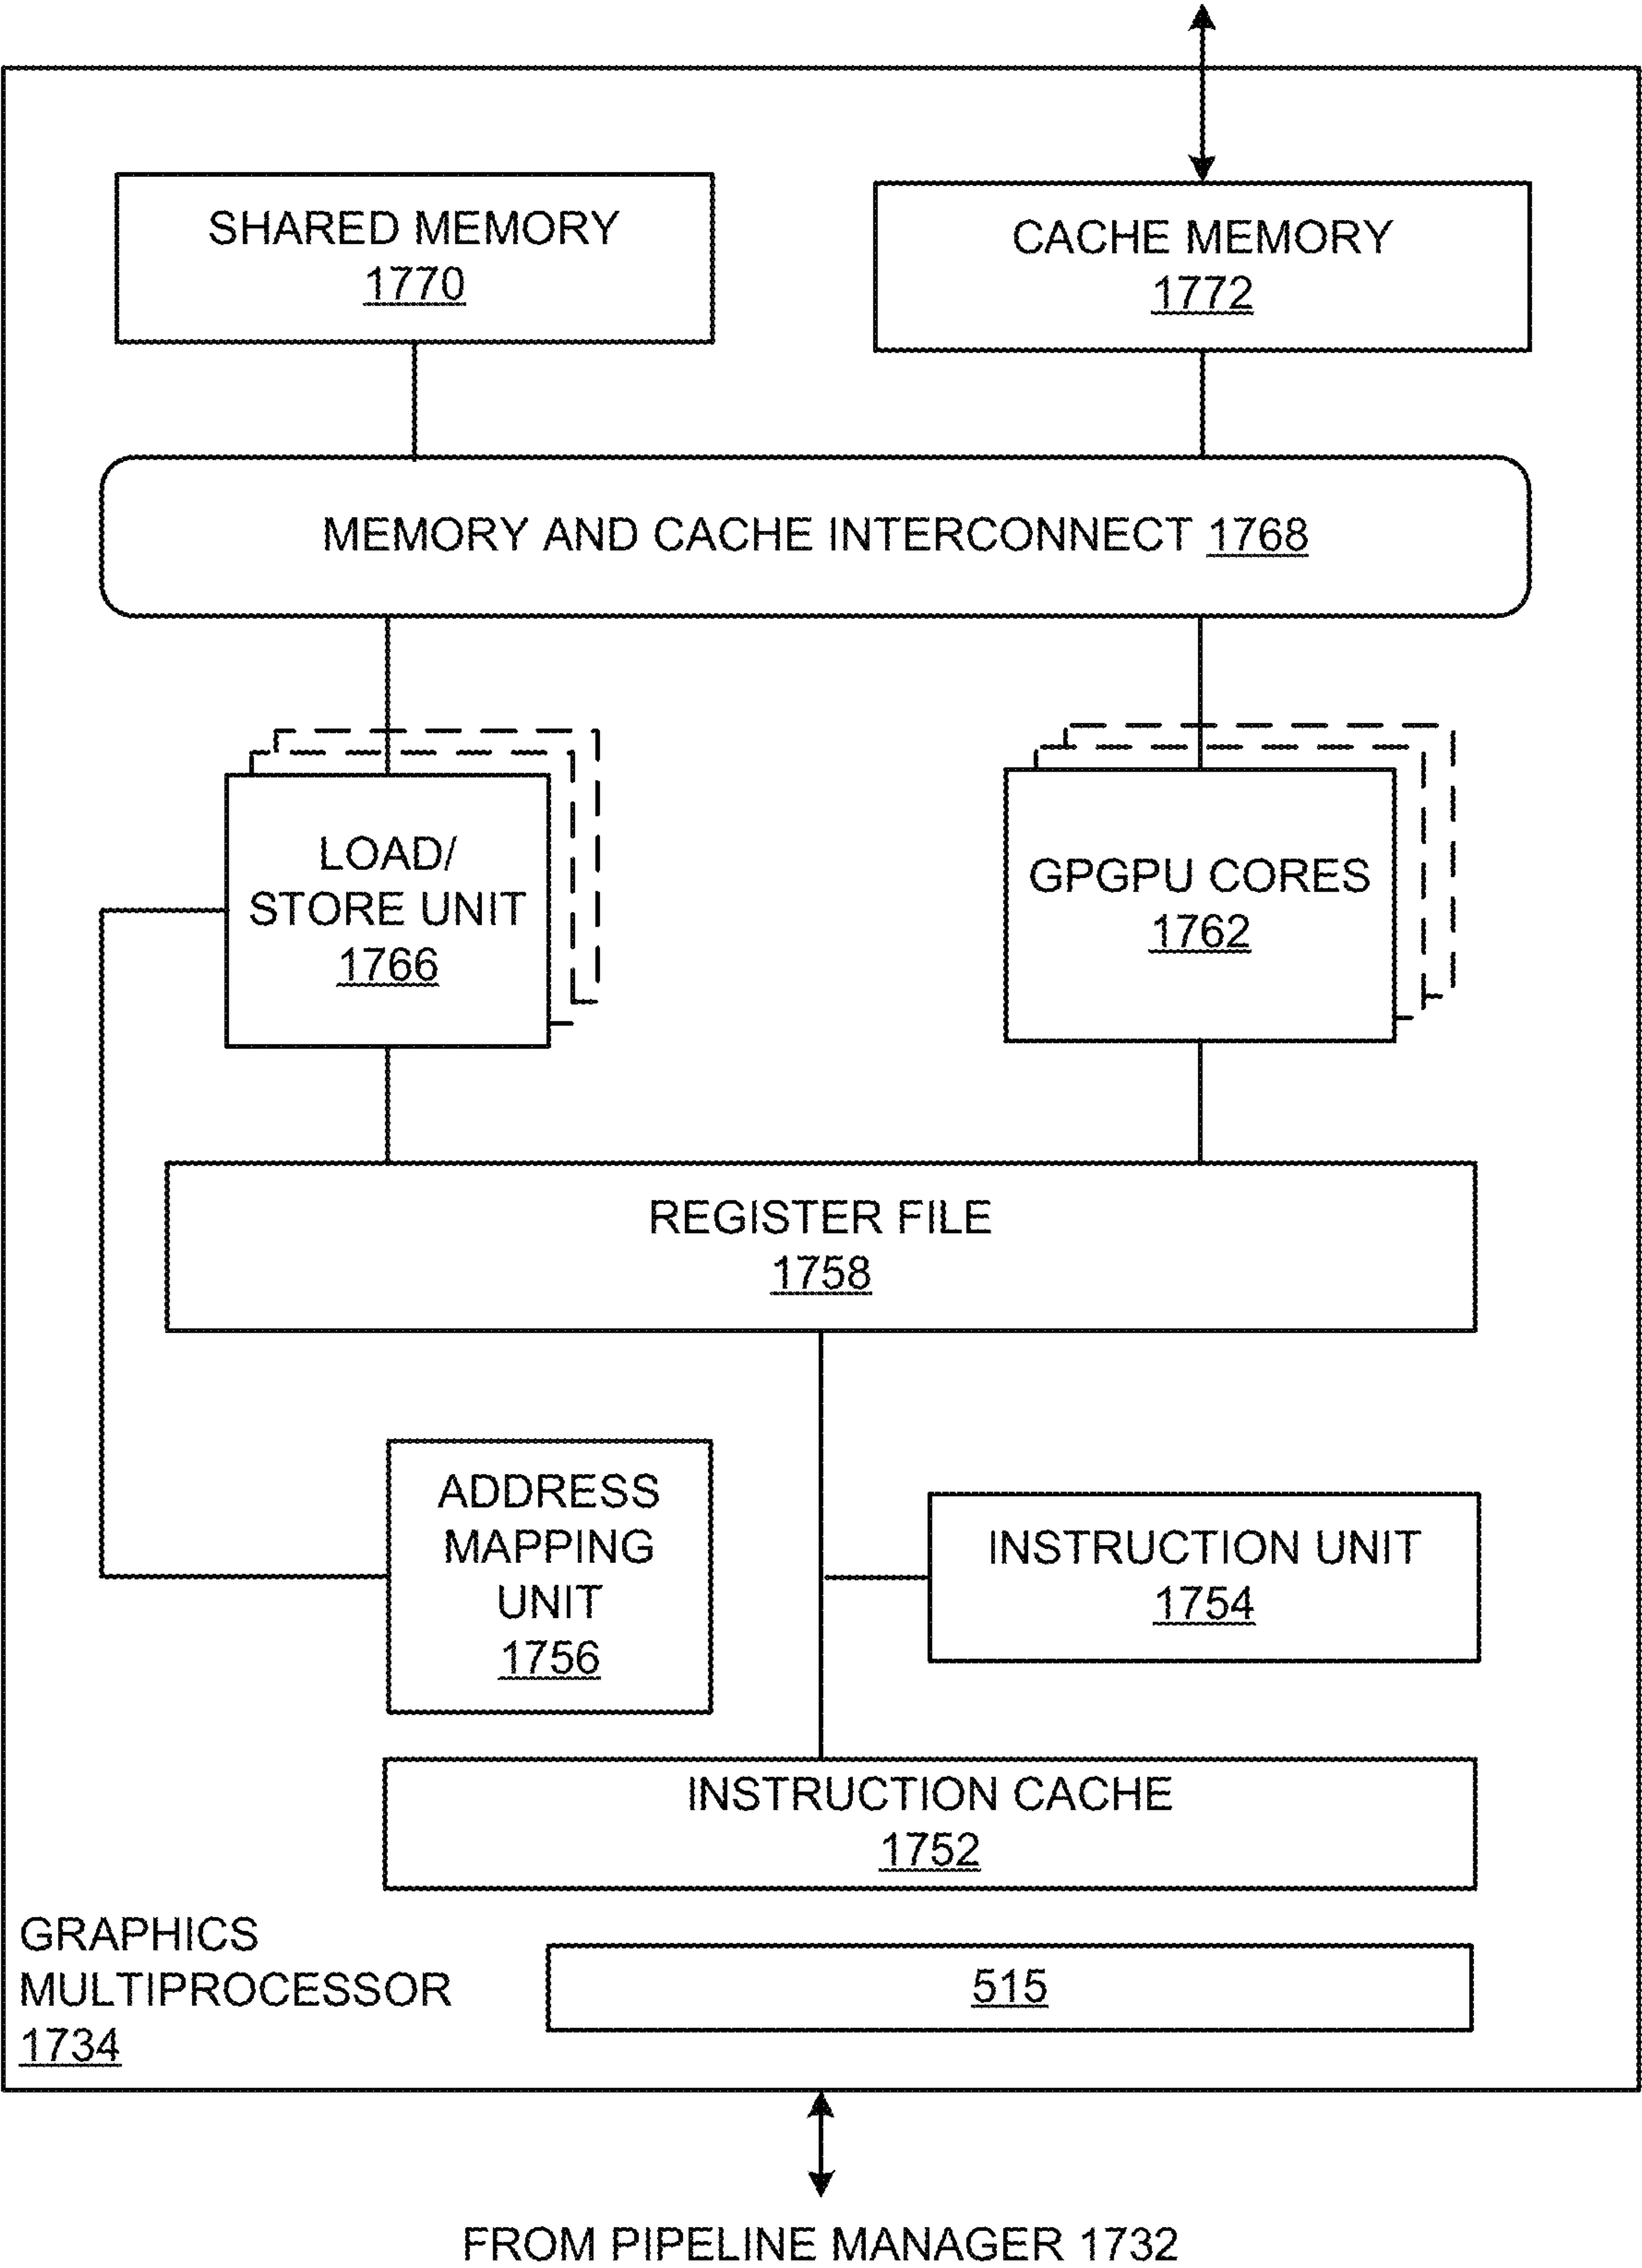 SHARED MEMORY
1770
CACHE MEMORY
1772
MEMORY AND CACHE INTERCONNECT 1768
LOAD/
STORE UNIT
1766
GPGPU CORES
1762
REGISTER FILE
1758
ADDRESS
MAPPING
UNIT
1756
INSTRUCTION UNIT
1754
INSTRUCTION CACHE
1752
GRAPHICS
MULTIPROCESSOR
1734
515
FROM PIPELINE MANAGER 1732